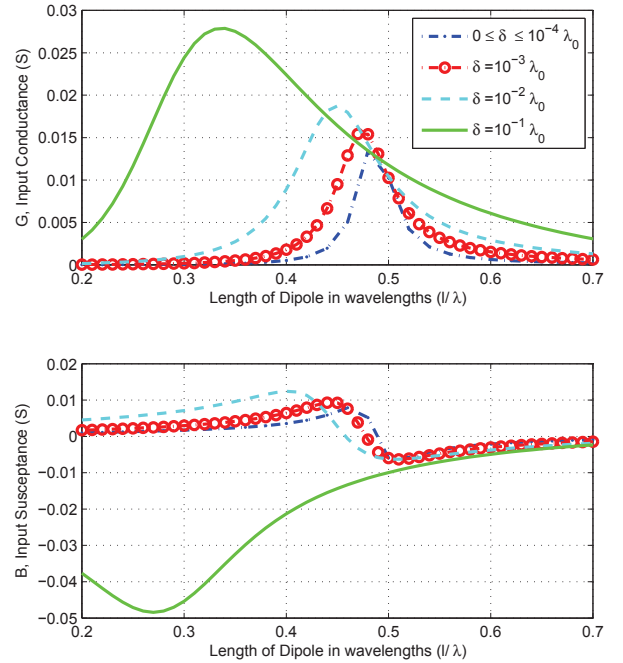 0.03
0.025
0.02
0.015
0.01
0.005
0
G, Input Conductance (S)
0 ≤ δ ≤ 10⁻⁴ λ₀
δ =10⁻³ λ₀
δ =10⁻² λ₀
δ =10⁻¹ λ₀
0.2 0.3 0.4 0.5 0.6 0.7
Length of Dipole in wavelengths (l/ λ)
0.02
0.01
0
−0.01
−0.02
−0.03
−0.04
−0.05
B, Input Susceptance (S)
0.2 0.3 0.4 0.5 0.6 0.7
Length of Dipole in wavelengths (l/ λ)